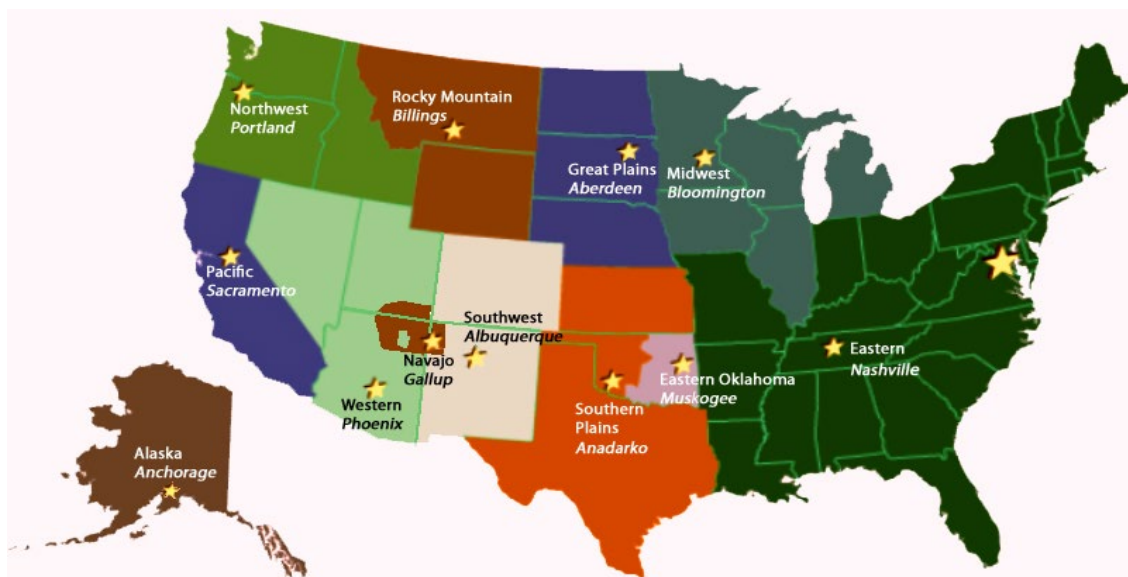 Rocky Mountain
Billings
Northwest
Portland
Great Plains
Aberdeen
Midwest
Bloomington
Pacific
Sacramento
Southwest
Albuquerque
Navajo
Gallup
Eastern
Nashville
Eastern Oklahoma
Muskogee
Western
Phoenix
Southern
Plains
Anadarko
Alaska
Anchorage